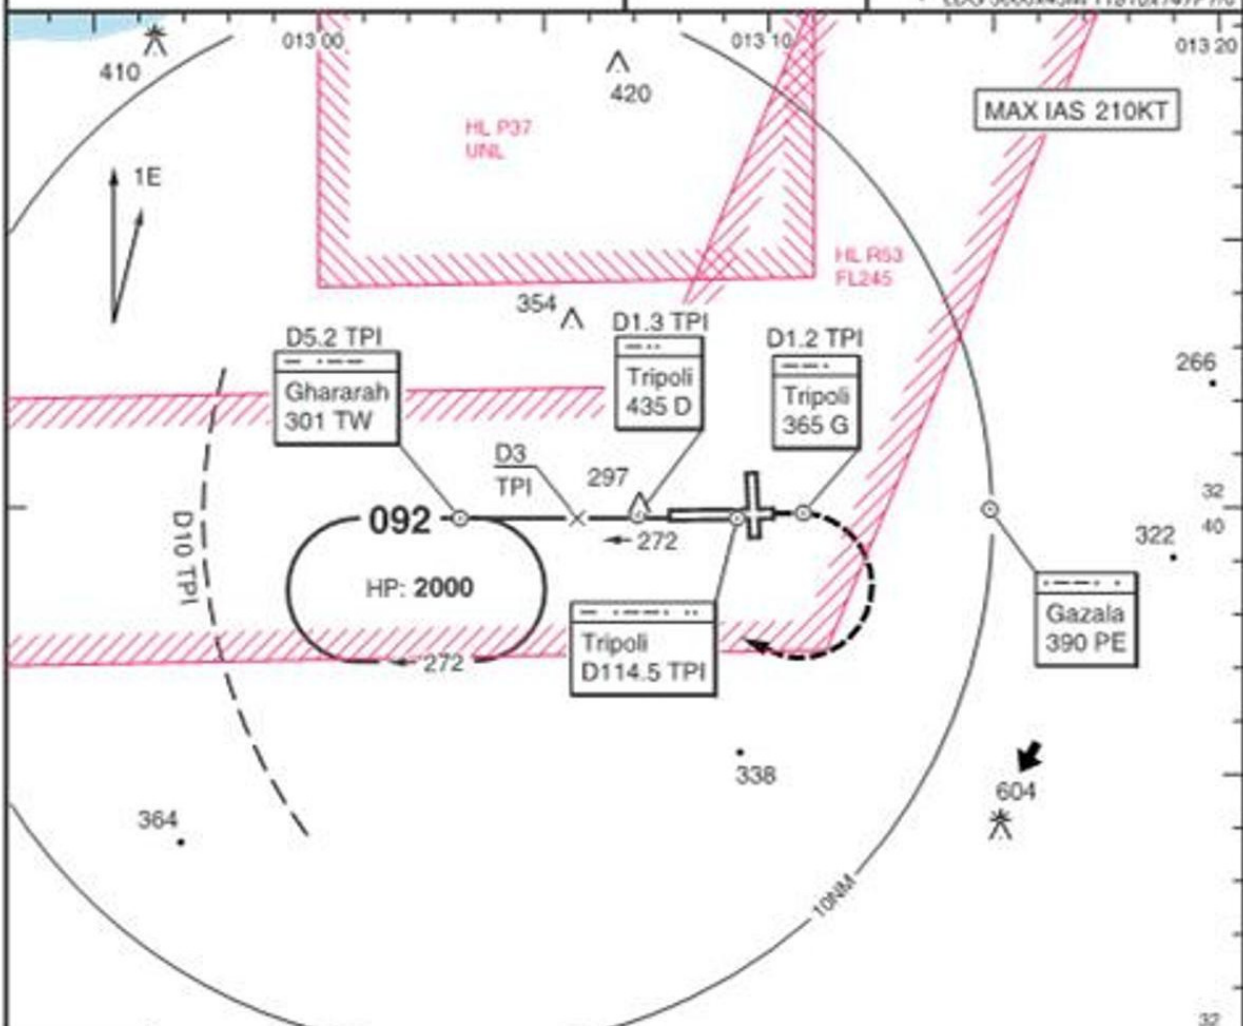 013 00
013 10
013 20
410
420
MAX IAS 210KT
HL P37
UNL
1E
HL R53
FL245
354
D5.2 TPI
Ghararah
301 TW
D1.3 TPI
Tripoli
435 D
D1.2 TPI
Tripoli
365 G
266
D3
TPI
297
32
40
092
272
322
D10 TPI
HP: 2000
Tripoli
D114.5 TPI
Gazala
390 PE
272
338
604
364
10NM
32